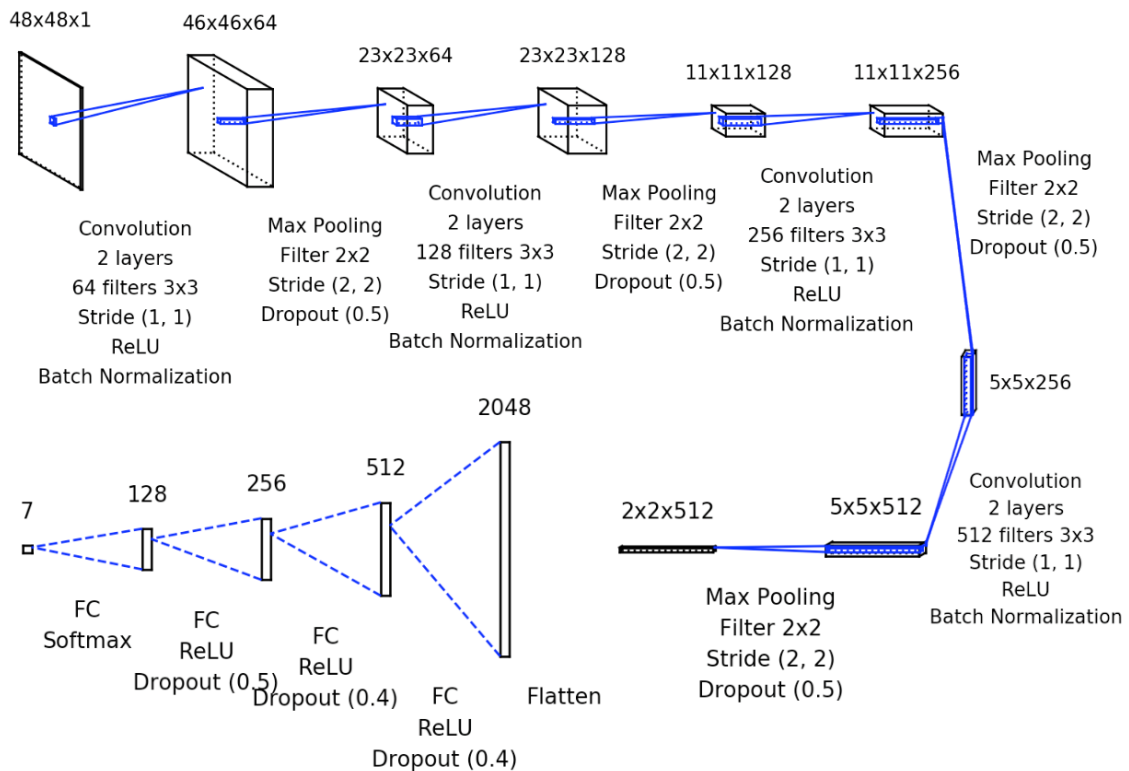 48x48x1
46x46x64
23x23x64
23x23x128
11x11x128
11x11x256
Convolution
2 layers
64 filters 3x3
Stride (1, 1)
ReLU
Batch Normalization
Max Pooling
Filter 2x2
Stride (2, 2)
Dropout (0.5)
Convolution
2 layers
128 filters 3x3
Stride (1, 1)
ReLU
Batch Normalization
Max Pooling
Filter 2x2
Stride (2, 2)
Dropout (0.5)
Convolution
2 layers
256 filters 3x3
Stride (1, 1)
ReLU
Batch Normalization
Max Pooling
Filter 2x2
Stride (2, 2)
Dropout (0.5)
5x5x256
Convolution
2 layers
512 filters 3x3
Stride (1, 1)
ReLU
Batch Normalization
5x5x512
2x2x512
Max Pooling
Filter 2x2
Stride (2, 2)
Dropout (0.5)
2048
Flatten
512
FC
ReLU
Dropout (0.4)
256
FC
ReLU
Dropout (0.4)
128
FC
ReLU
Dropout (0.5)
7
FC
Softmax